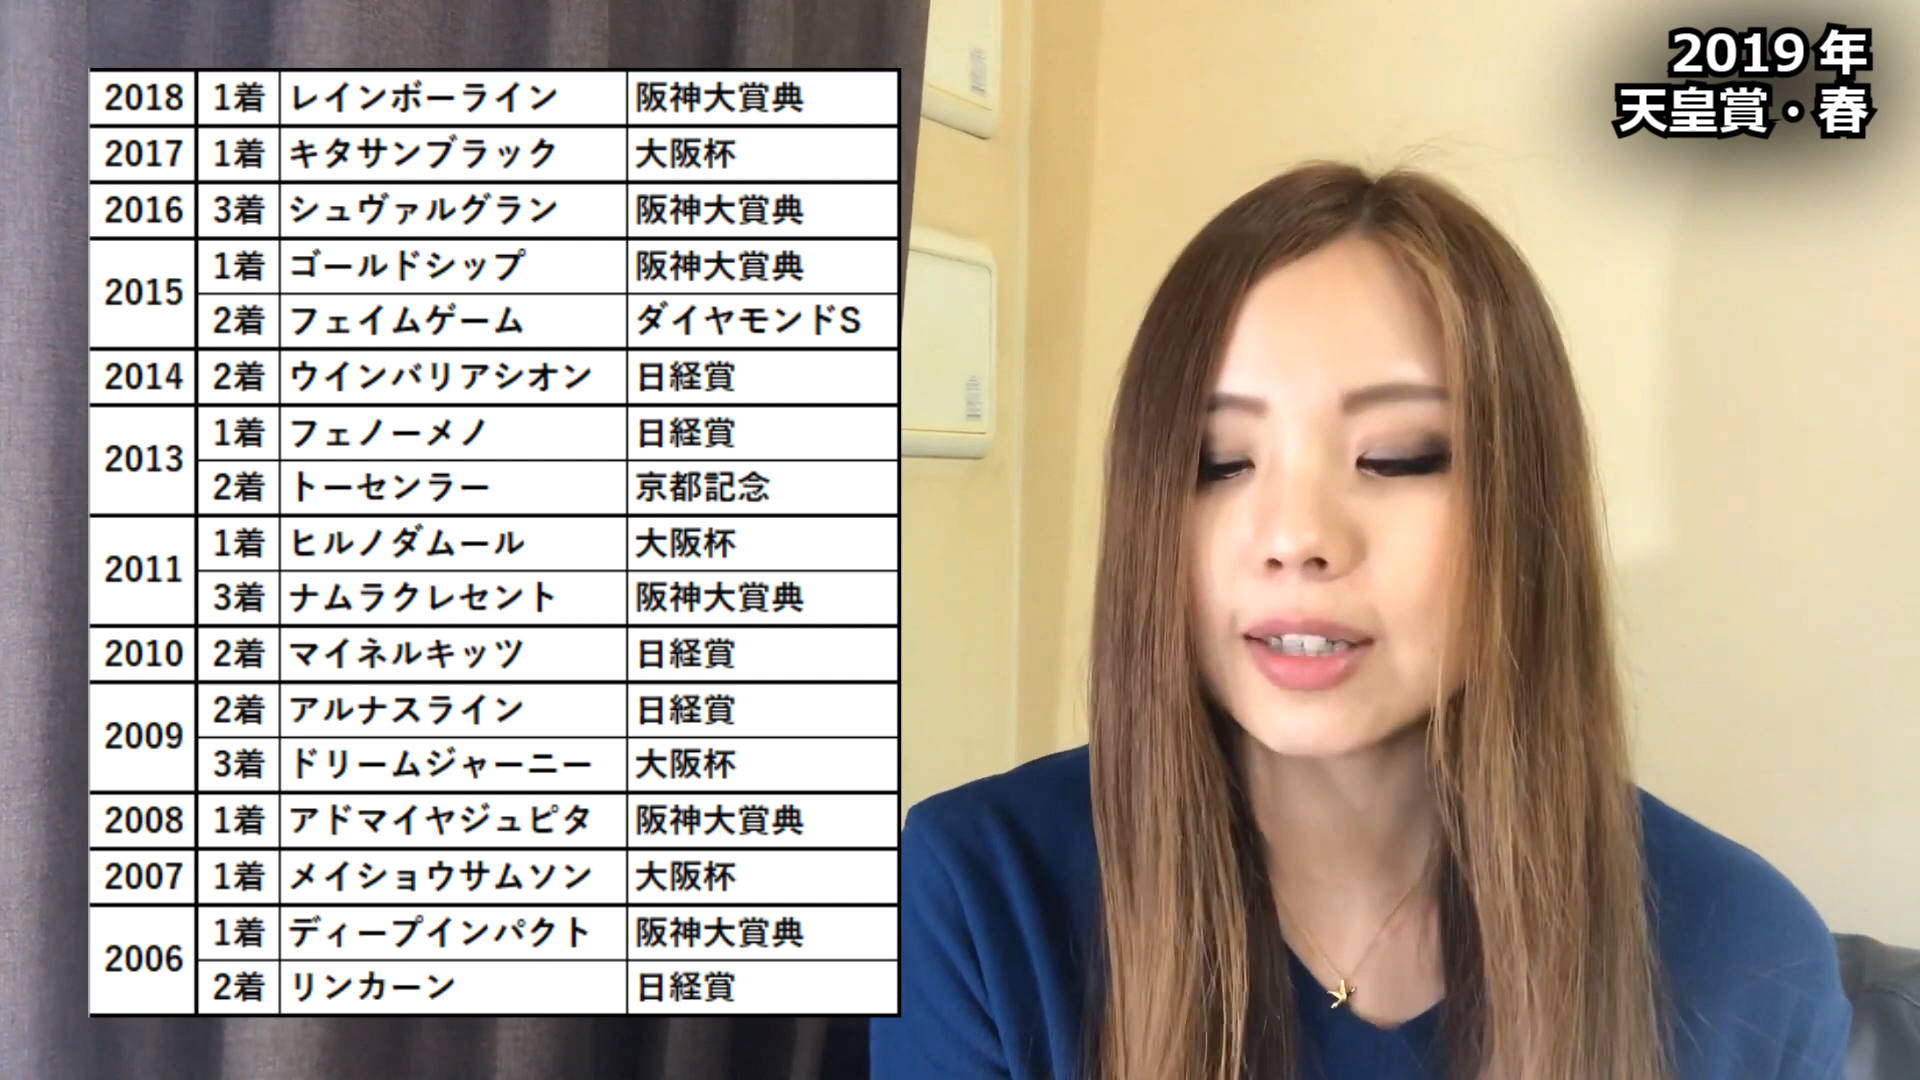 2019年
天皇賞・春
2018 1着 レインボーライン 阪神大賞典
2017 1着 キタサンブラック 大阪杯
2016 3着 シュヴァルグラン 阪神大賞典
2015 1着 ゴールドシップ 阪神大賞典
2着 フェイムゲーム ダイヤモンドS
2014 2着 ウインバリアシオン 日経賞
2013 1着 フェノーメノ 日経賞
2着 トーセンラー 京都記念
2011 1着 ヒルノダムール 大阪杯
3着 ナムラクレセント 阪神大賞典
2010 2着 マイネルキッツ 日経賞
2009 2着 アルナスライン 日経賞
3着 ドリームジャーニー 大阪杯
2008 1着 アドマイヤジュピタ 阪神大賞典
2007 1着 メイショウサムソン 大阪杯
2006 1着 ディープインパクト 阪神大賞典
2着 リンカーン 日経賞